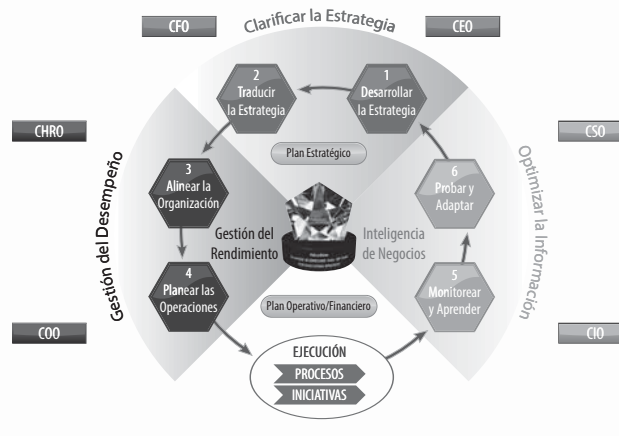 Clarificar la Estrategia
CFO
CEO
2
Traducir
la Estrategia
1
Desarrollar
la Estrategia
CHRO
CSO
Plan Estratégico
Gestión del Desempeño
Optimizar la Información
3
Alinear la
Organización
6
Probar y
Adaptar
Gestión del
Rendimiento
Inteligencia
de Negocios
4
Planear las
Operaciones
5
Monitorear
y Aprender
Plan Operativo/Financiero
COO
CIO
EJECUCIÓN
PROCESOS
INICIATIVAS